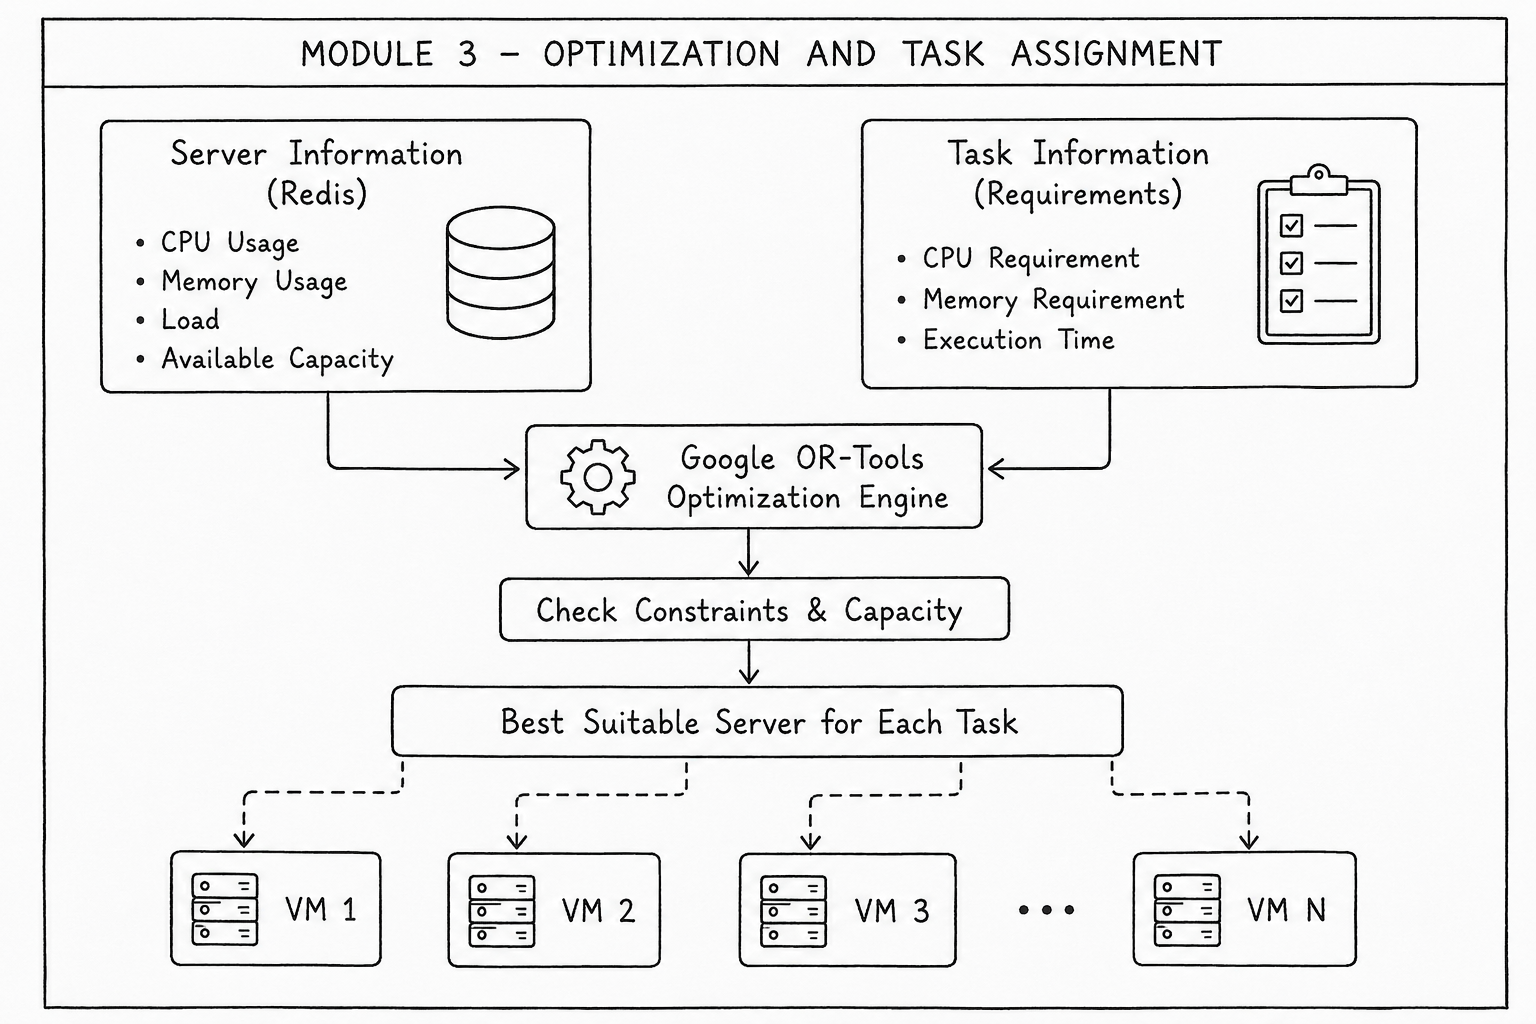 MODULE 3 – OPTIMIZATION AND TASK ASSIGNMENT
Server Information
(Redis)
• CPU Usage
• Memory Usage
• Load
• Available Capacity
Task Information
(Requirements)
• CPU Requirement
• Memory Requirement
• Execution Time
Google OR-Tools
Optimization Engine
Check Constraints & Capacity
Best Suitable Server for Each Task
VM 1
VM 2
VM 3
...
VM N